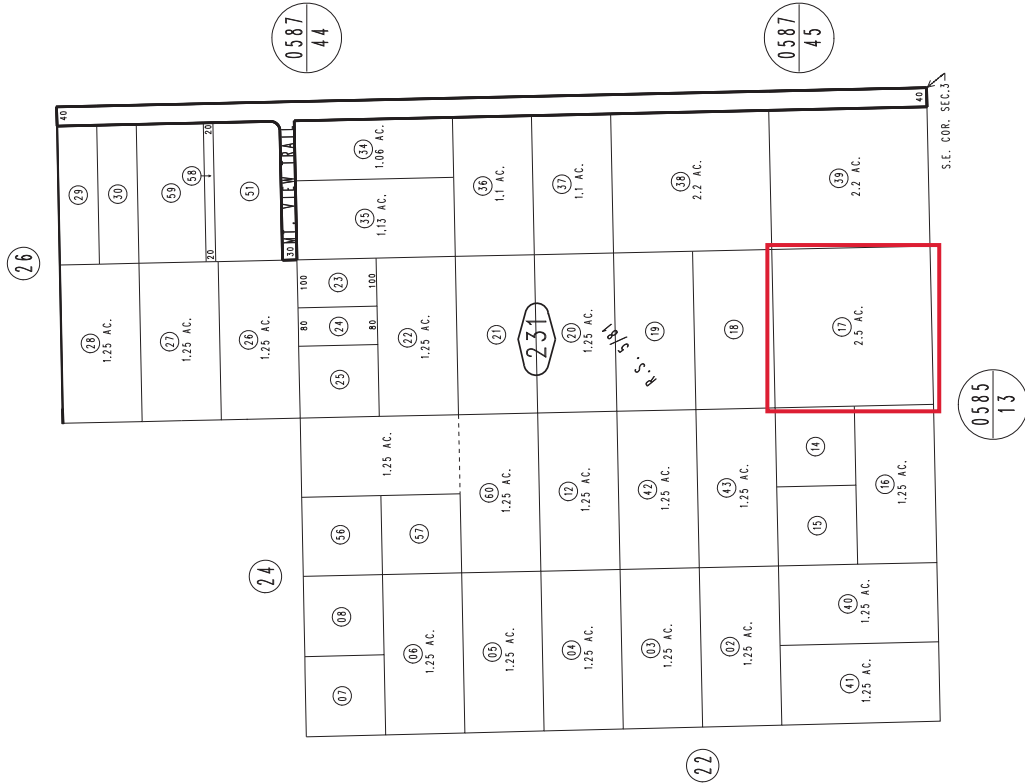 0587
44
0587
45
40
29
30
59
20
58
20
51
30
MT. VIEW TRAIL
34
1.06 AC.
35
1.13 AC.
36
1.1 AC.
37
1.1 AC.
38
2.2 AC.
39
2.2 AC.
40
S.E. COR. SEC.3
26
28
1.25 AC.
27
1.25 AC.
26
1.25 AC.
100
23
100
80
24
80
25
22
1.25 AC.
21
231
20
1.25 AC.
R.S. 5/81
19
18
17
2.5 AC.
0585
13
1.25 AC.
56
57
60
1.25 AC.
12
1.25 AC.
42
1.25 AC.
43
1.25 AC.
14
15
16
1.25 AC.
24
08
07
06
1.25 AC.
05
1.25 AC.
04
1.25 AC.
03
1.25 AC.
02
1.25 AC.
40
1.25 AC.
41
1.25 AC.
22